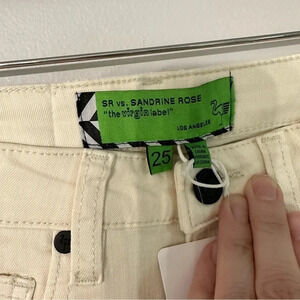 SR vs. SANDRINE ROSE
"the virgin label"
LOS ANGELES
25